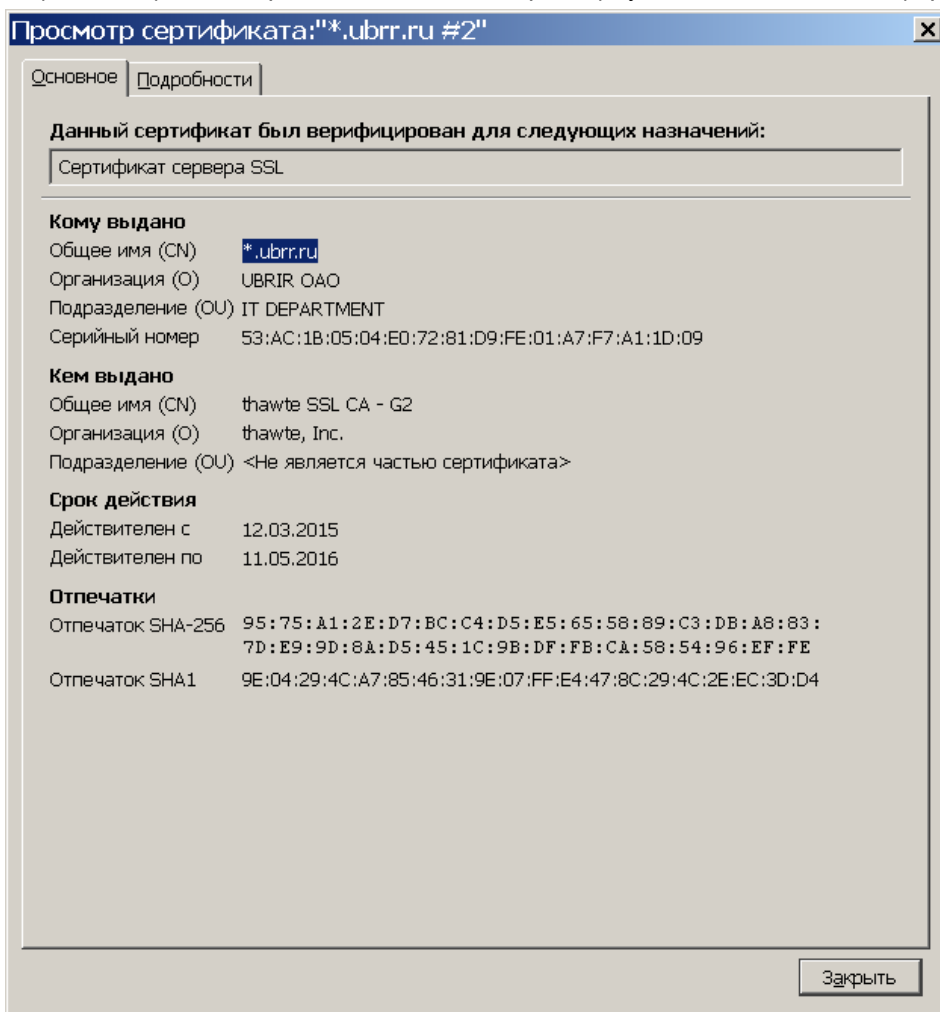 Просмотр сертификата:"*.ubrr.ru #2"
Основное Подробности
Данный сертификат был верифицирован для следующих назначений:
Сертификат сервера SSL
Кому выдано
Общее имя (CN) *.ubrr.ru
Организация (O) UBRIR OAO
Подразделение (OU) IT DEPARTMENT
Серийный номер 53:AC:1B:05:04:E0:72:81:D9:FE:01:A7:F7:A1:1D:09
Кем выдано
Общее имя (CN) thawte SSL CA - G2
Организация (O) thawte, Inc.
Подразделение (OU) <Не является частью сертификата>
Срок действия
Действителен с 12.03.2015
Действителен по 11.05.2016
Отпечатки
Отпечаток SHA-256 95:75:A1:2E:D7:BC:C4:D5:E5:65:58:89:C3:DB:A8:83:
7D:E9:9D:8A:D5:45:1C:9B:DF:FB:CA:58:54:96:EF:FE
Отпечаток SHA1 9E:04:29:4C:A7:85:46:31:9E:07:FF:E4:47:8C:29:4C:2E:EC:3D:D4
Закрыть